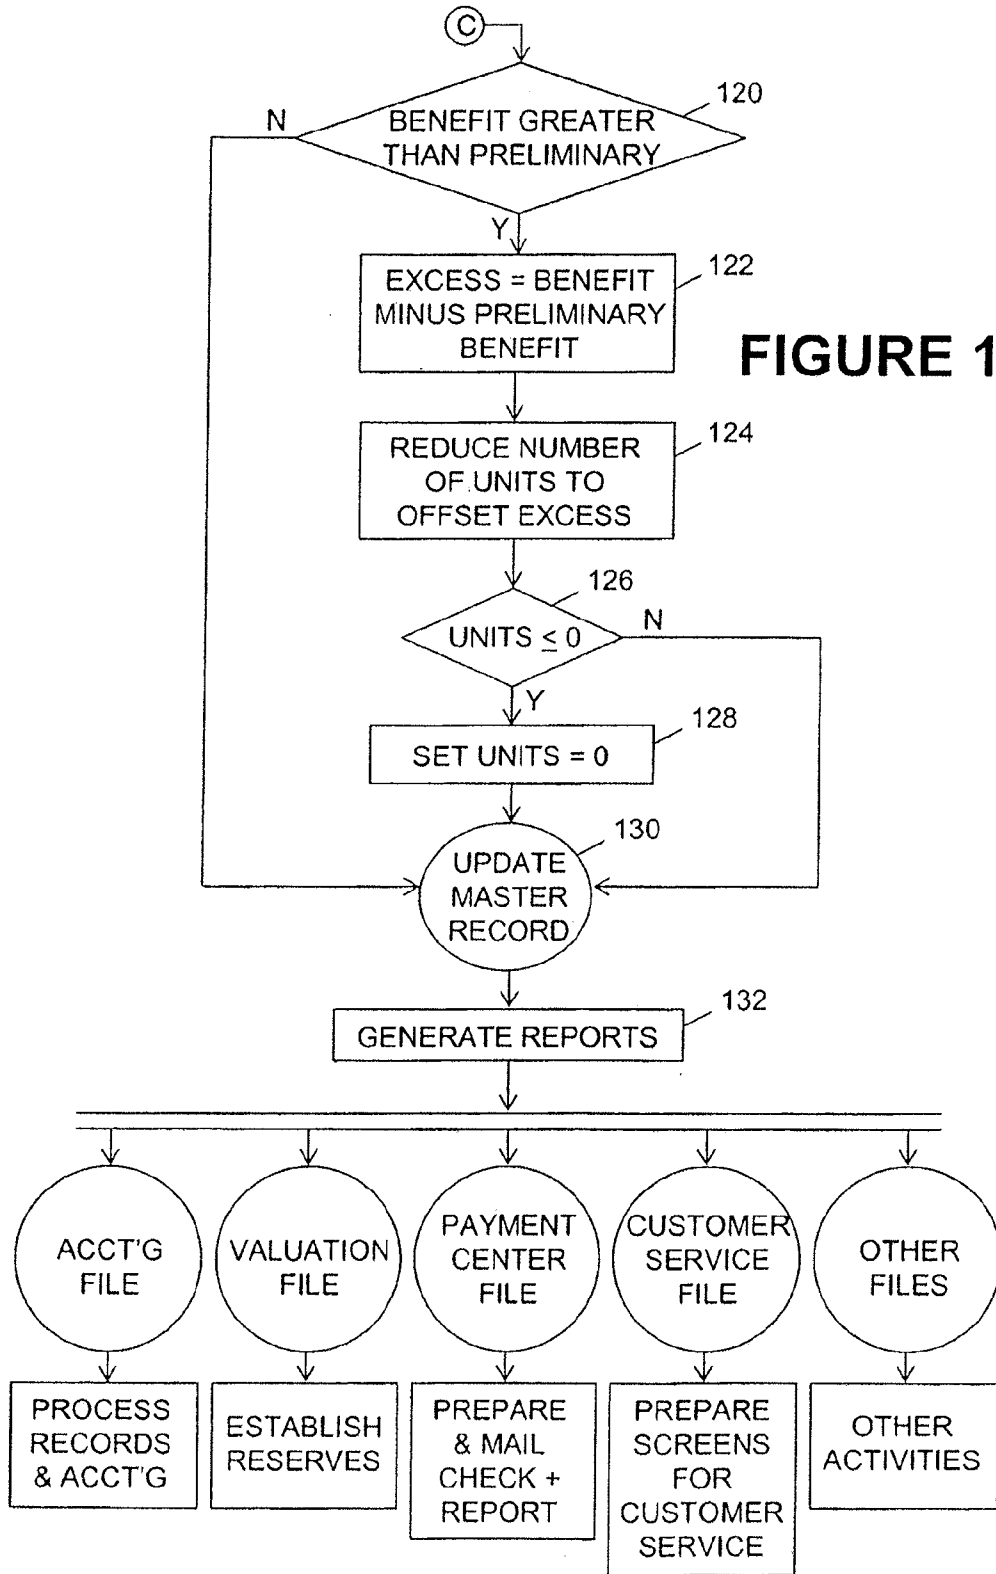 C
120
N
BENEFIT GREATER
THAN PRELIMINARY
Y
122
EXCESS = BENEFIT
MINUS PRELIMINARY
BENEFIT
FIGURE 1
124
REDUCE NUMBER
OF UNITS TO
OFFSET EXCESS
126
UNITS ≤ 0
N
Y
128
SET UNITS = 0
130
UPDATE
MASTER
RECORD
132
GENERATE REPORTS
ACCT'G
FILE
VALUATION
FILE
PAYMENT
CENTER
FILE
CUSTOMER
SERVICE
FILE
OTHER
FILES
PROCESS
RECORDS
& ACCT'G
ESTABLISH
RESERVES
PREPARE
& MAIL
CHECK +
REPORT
PREPARE
SCREENS
FOR
CUSTOMER
SERVICE
OTHER
ACTIVITIES